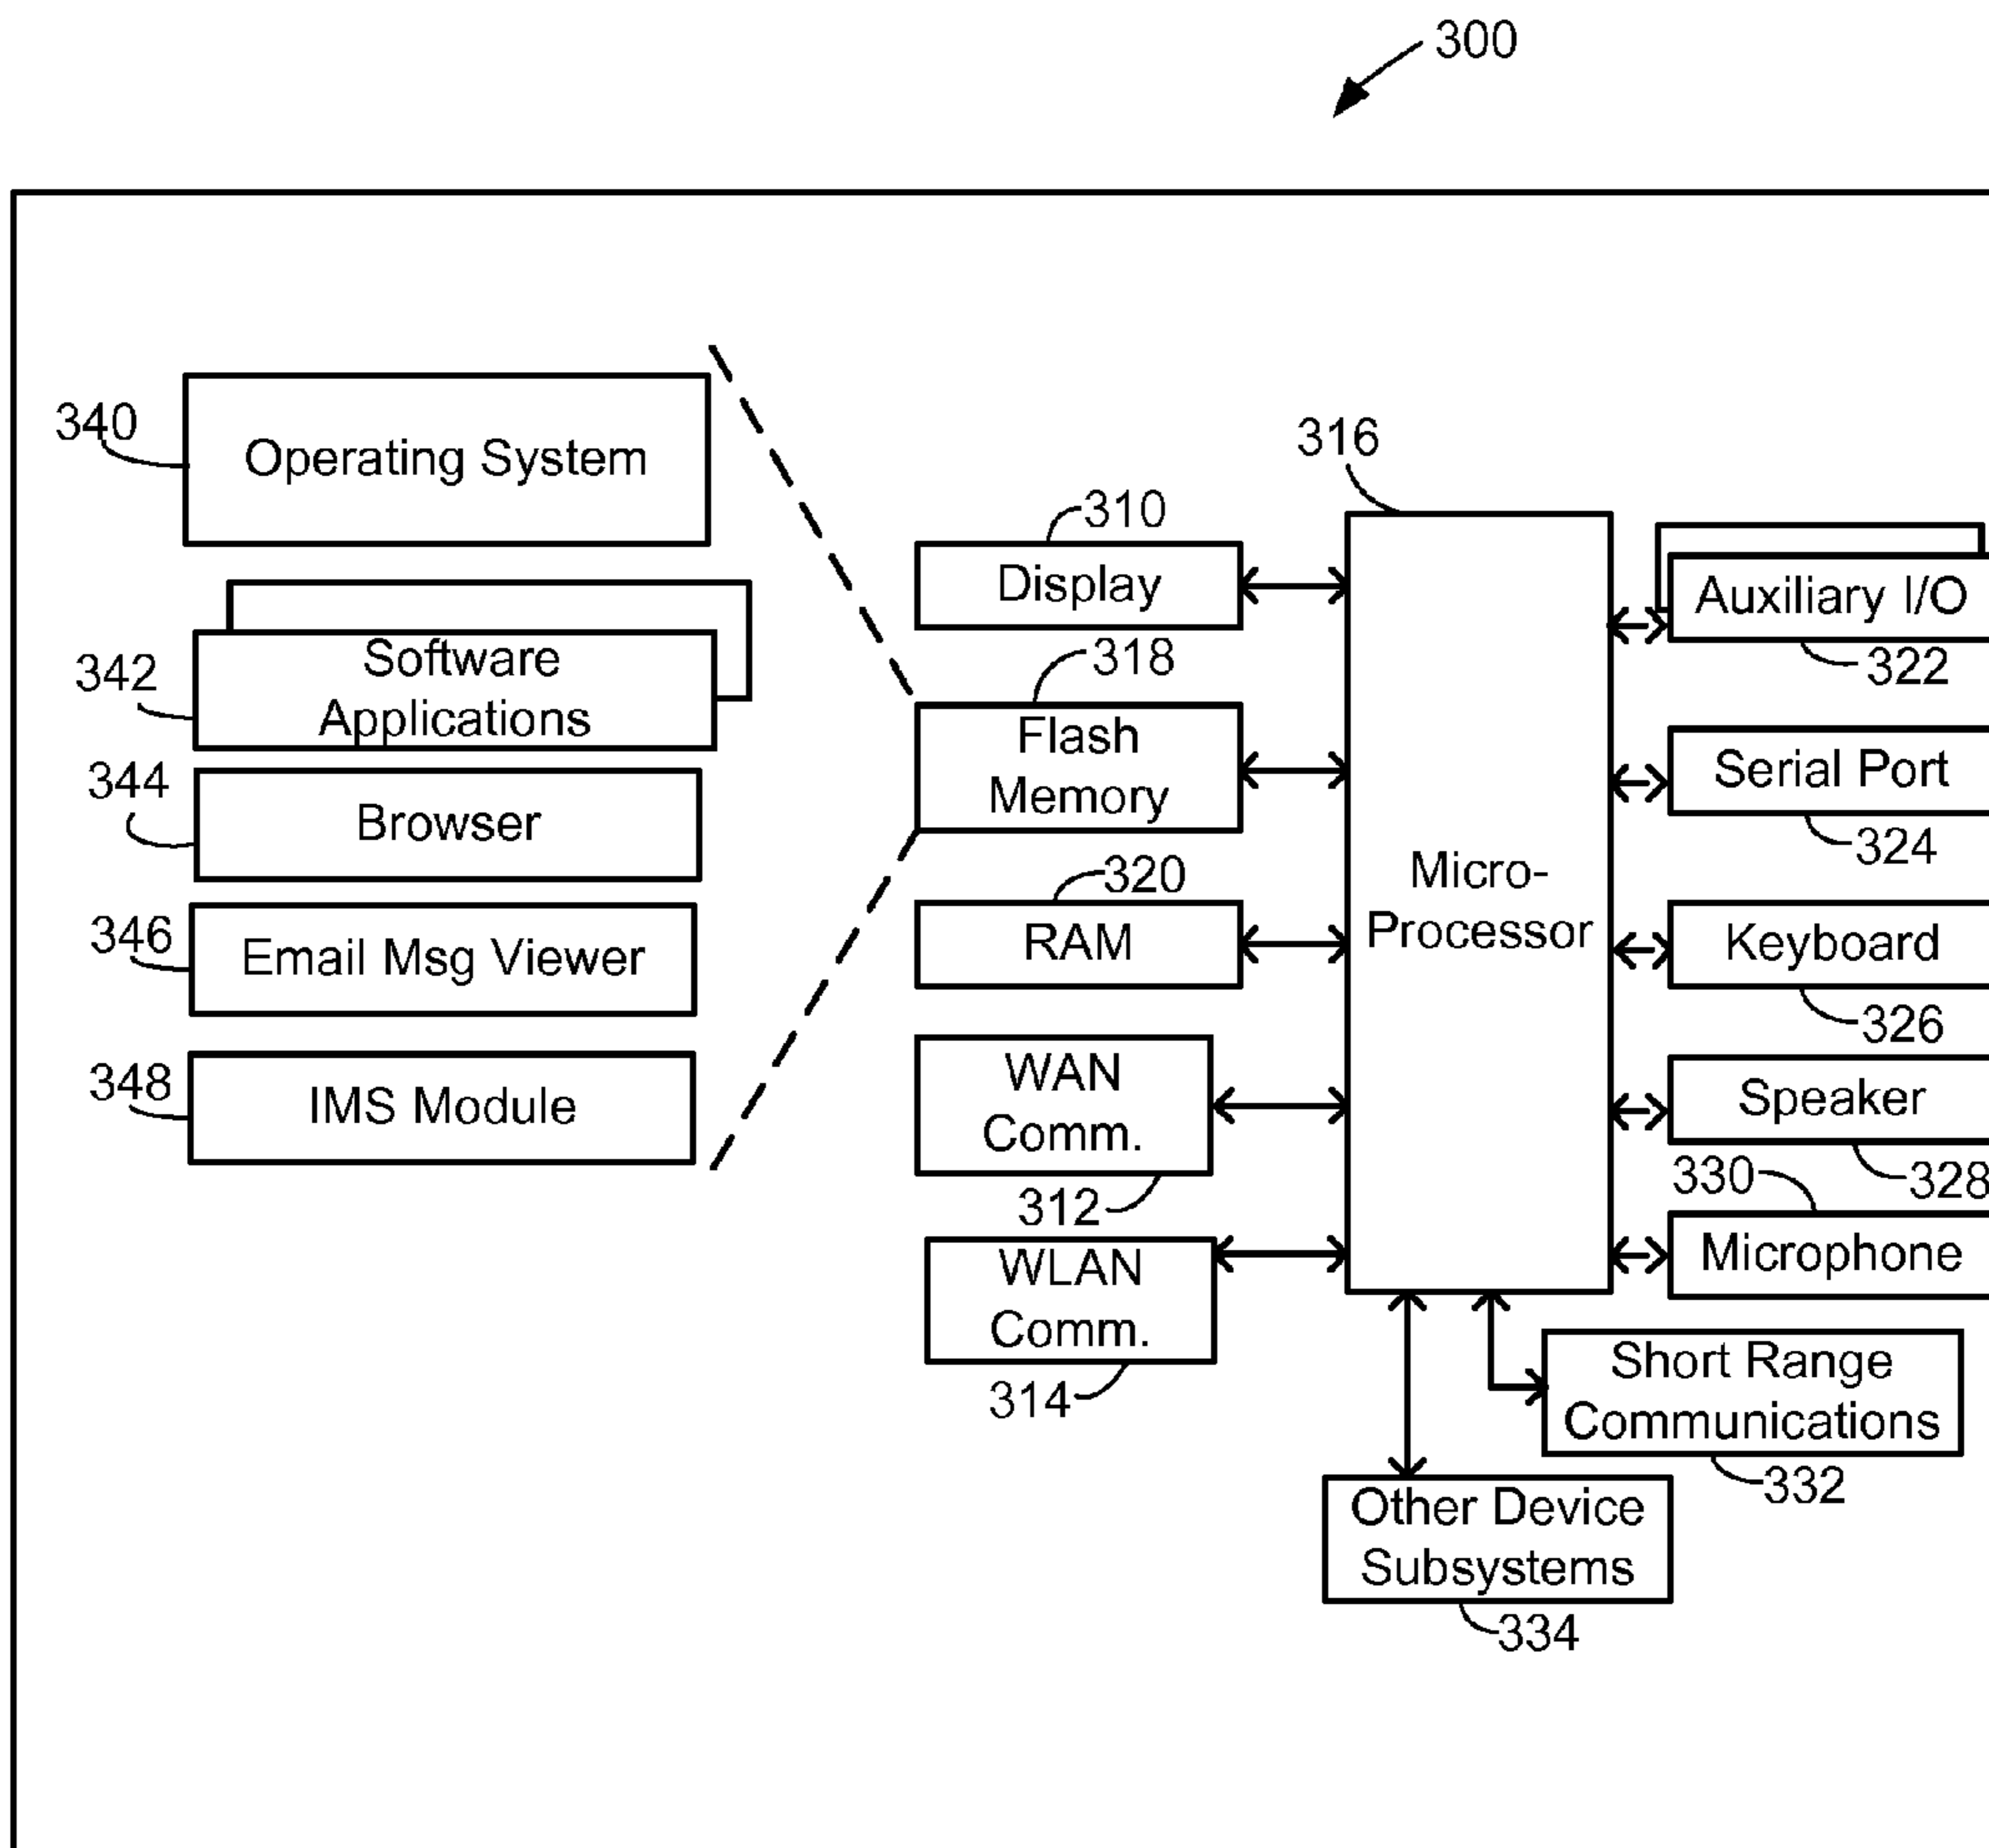 300
340
Operating System
342
Software
Applications
344
Browser
346
Email Msg Viewer
348
IMS Module
310
Display
318
Flash
Memory
320
RAM
WAN
Comm.
312
WLAN
Comm.
314
316
Micro-
Processor
Auxiliary I/O
322
Serial Port
324
Keyboard
326
Speaker
328
330
Microphone
Short Range
Communications
332
Other Device
Subsystems
334